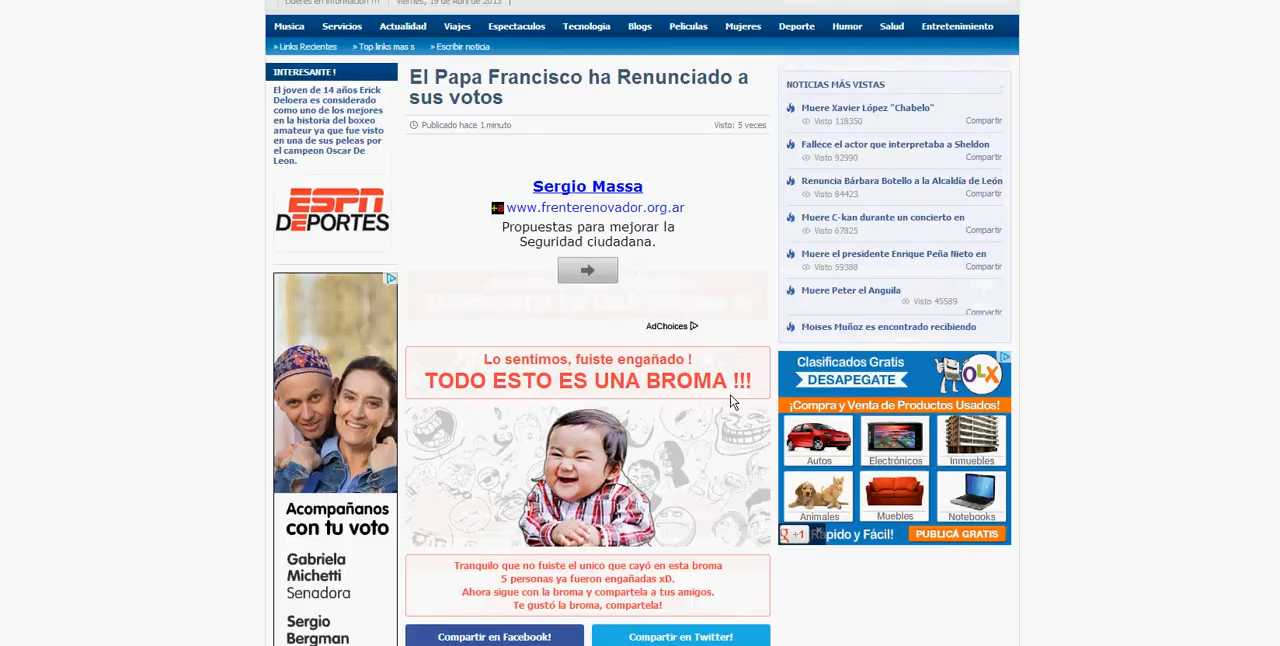 Líderes en información !!! Viernes, 19 de Abril de 2013
Musica Servicios Actualidad Viajes Espectaculos Tecnologia Blogs Peliculas Mujeres Deporte Humor Salud Entretenimiento
» Links Recientes » Top links mas s » Escribir noticia
INTERESANTE !
El joven de 14 años Erick
Deloera es considerado
como uno de los mejores
en la historia del boxeo
amateur ya que fue visto
en una de sus peleas por
el campeon Oscar De
Leon.
ESPN
DEPORTES
Acompañanos
con tu voto
Gabriela
Michetti
Senadora
Sergio
Bergman
El Papa Francisco ha Renunciado a
sus votos
Publicado hace 1 minuto Visto: 5 veces
Sergio Massa
+a www.frenterenovador.org.ar
Propuestas para mejorar la
Seguridad ciudadana.
AdChoices
Lo sentimos, fuiste engañado !
TODO ESTO ES UNA BROMA !!!
Tranquilo que no fuiste el unico que cayó en esta broma
5 personas ya fueron engañadas xD.
Ahora sigue con la broma y compartela a tus amigos.
Te gustó la broma, compartela!
Compartir en Facebook! Compartir en Twitter!
NOTICIAS MÁS VISTAS
Muere Xavier López "Chabelo"
Visto 118350 Compartir
Fallece el actor que interpretaba a Sheldon
Visto 92990 Compartir
Renuncia Bárbara Botello a la Alcaldía de León
Visto 84423 Compartir
Muere C-kan durante un concierto en
Visto 67825 Compartir
Muere el presidente Enrique Peña Nieto en
Visto 59388 Compartir
Muere Peter el Anguila
Visto 45589
Compartir
Moises Muñoz es encontrado recibiendo
Clasificados Gratis
DESAPEGATE
OLX
¡Compra y Venta de Productos Usados!
Autos Electrónicos Inmuebles
Animales Muebles Notebooks
+1 Rapido y Fácil! PUBLICÁ GRATIS